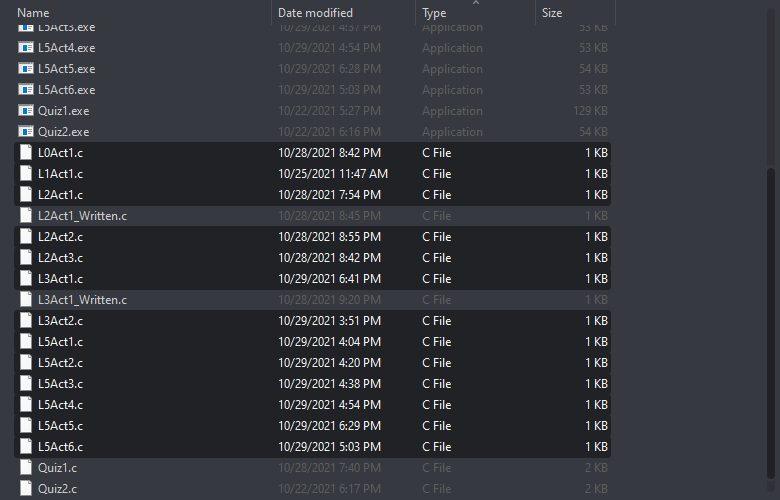 Name Date modified Type Size
L5Act3.exe 10/29/2021 4:37 PM Application 53 KB
L5Act4.exe 10/29/2021 4:54 PM Application 53 KB
L5Act5.exe 10/29/2021 6:28 PM Application 54 KB
L5Act6.exe 10/29/2021 5:03 PM Application 53 KB
Quiz1.exe 10/22/2021 5:27 PM Application 129 KB
Quiz2.exe 10/22/2021 6:16 PM Application 54 KB
L0Act1.c 10/28/2021 8:42 PM C File 1 KB
L1Act1.c 10/25/2021 11:47 AM C File 1 KB
L2Act1.c 10/28/2021 7:54 PM C File 1 KB
L2Act1_Written.c 10/28/2021 8:45 PM C File 1 KB
L2Act2.c 10/28/2021 8:55 PM C File 1 KB
L2Act3.c 10/28/2021 8:42 PM C File 1 KB
L3Act1.c 10/29/2021 6:41 PM C File 1 KB
L3Act1_Written.c 10/28/2021 9:20 PM C File 1 KB
L3Act2.c 10/29/2021 3:51 PM C File 1 KB
L5Act1.c 10/29/2021 4:04 PM C File 1 KB
L5Act2.c 10/29/2021 4:20 PM C File 1 KB
L5Act3.c 10/29/2021 4:38 PM C File 1 KB
L5Act4.c 10/29/2021 4:54 PM C File 1 KB
L5Act5.c 10/29/2021 6:29 PM C File 1 KB
L5Act6.c 10/29/2021 5:03 PM C File 1 KB
Quiz1.c 10/28/2021 7:40 PM C File 2 KB
Quiz2.c 10/22/2021 6:17 PM C File 2 KB